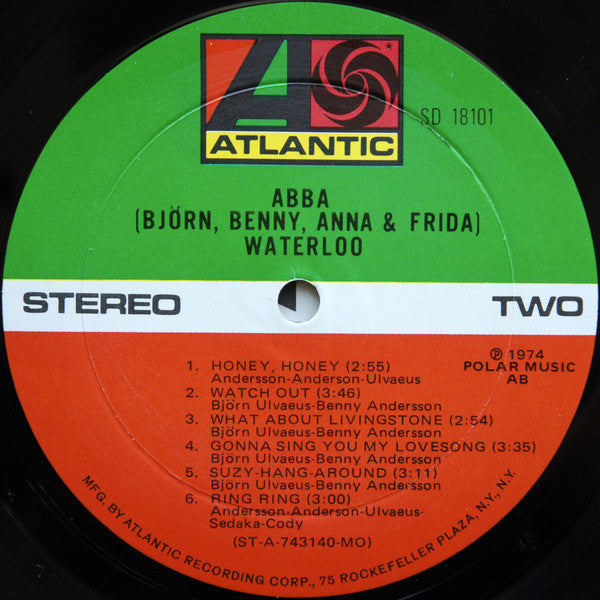 ATLANTIC
SD 18101
ABBA
(BJÖRN, BENNY, ANNA & FRIDA)
WATERLOO
STEREO
TWO
1. HONEY, HONEY (2:55)
Andersson-Anderson-Ulvaeus
2. WATCH OUT (3:46)
Björn Ulvaeus-Benny Andersson
3. WHAT ABOUT LIVINGSTONE (2:54)
Björn Ulvaeus-Benny Andersson
4. GONNA SING YOU MY LOVESONG (3:35)
Björn Ulvaeus-Benny Andersson
5. SUZY-HANG-AROUND (3:11)
Björn Ulvaeus-Benny Andersson
6. RING RING (3:00)
Andersson-Anderson-Ulvaeus-
Sedaka-Cody
(ST-A-743140-MO)
℗ 1974
POLAR MUSIC
AB
MFG. BY ATLANTIC RECORDING CORP., 75 ROCKEFELLER PLAZA, N.Y., N.Y.